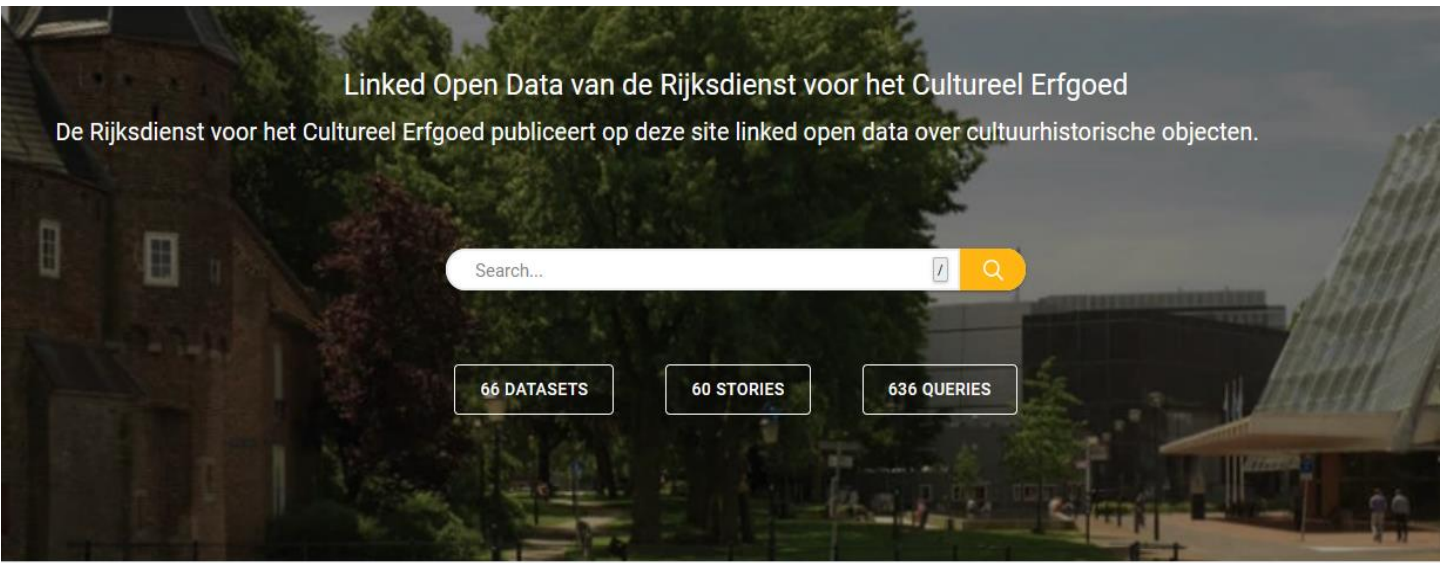 Linked Open Data van de Rijksdienst voor het Cultureel Erfgoed
De Rijksdienst voor het Cultureel Erfgoed publiceert op deze site linked open data over cultuurhistorische objecten.
Search... /
66 DATASETS 60 STORIES 636 QUERIES